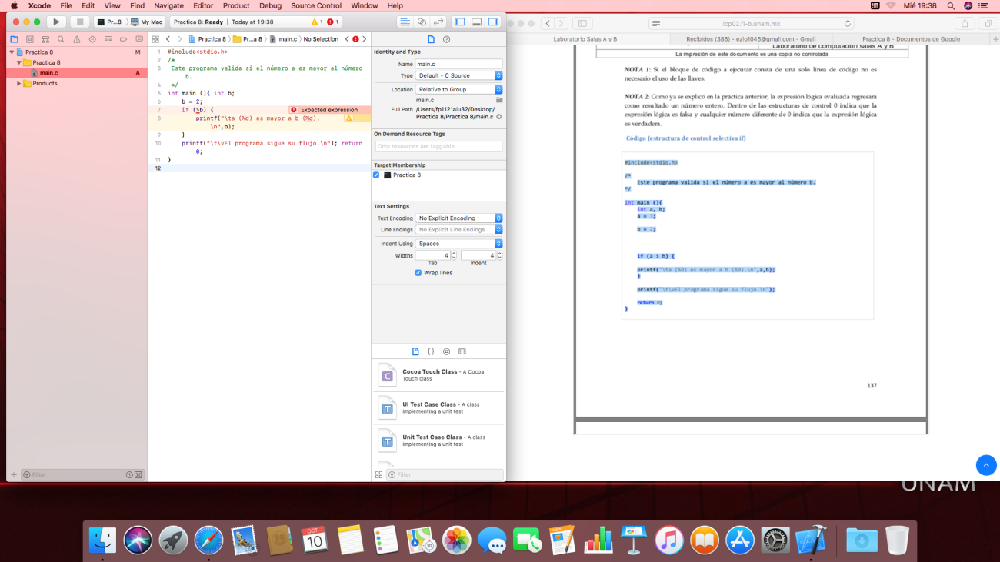 Xcode File Edit View Find Navigate Editor Product Debug Source Control Window Help Mié 19:38
Pr...8 〉 My Mac Practica 8: Ready | Today at 19:38 1 1
Practica 8 〉 Pr...a 8 〉 main.c 〉 No Selection
Practica 8 M
Practica 8
main.c A
Products
Filter
1 #include<stdio.h>
2 /*
3 Este programa valida si el número a es mayor al número
b.
4 */
5 int main (){ int b;
6 b = 2;
7 if (>b) { Expected expression
8 printf("\ta (%d) es mayor a b (%d).
\n",b);
9 }
10 printf("\t\vEl programa sigue su flujo.\n"); return
0;
11 }
12
Identity and Type
Name main.c
Type Default - C Source
Location Relative to Group
main.c
Full Path /Users/fp1121alu32/Desktop/
Practica 8/Practica 8/main.c
On Demand Resource Tags
Only resources are taggable
Target Membership
Practica 8
Text Settings
Text Encoding No Explicit Encoding
Line Endings No Explicit Line Endings
Indent Using Spaces
Widths 4 4
Tab Indent
Wrap lines
{ }
C Cocoa Touch Class - A Cocoa
Touch class
T UI Test Case Class - A class
implementing a unit test
T Unit Test Case Class - A class
implementing a unit test
Filter
lcp02.fi-b.unam.mx
Laboratorio Salas A y B Recibidos (386) - ezio1045@gmail.com - Gmail Practica 8 - Documentos de Google
Laboratorio de computación salas A y B
La impresión de este documento es una copia no controlada
NOTA 1: Si el bloque de código a ejecutar consta de una solo línea de código no es
necesario el uso de las llaves.
NOTA 2: Como ya se explicó en la práctica anterior, la expresión lógica evaluada regresará
como resultado un número entero. Dentro de las estructuras de control 0 indica que la
expresión lógica es falsa y cualquier número diferente de 0 indica que la expresión lógica
es verdadera.
Código (estructura de control selectiva if)
#include<stdio.h>
/*
Este programa valida si el número a es mayor al número b.
*/
int main (){
int a, b;
a = 3;
b = 2;
if (a > b) {
printf("\ta (%d) es mayor a b (%d).\n",a,b);
}
printf("\t\vEl programa sigue su flujo.\n");
return 0;
}
137
UNAM
OCT
10